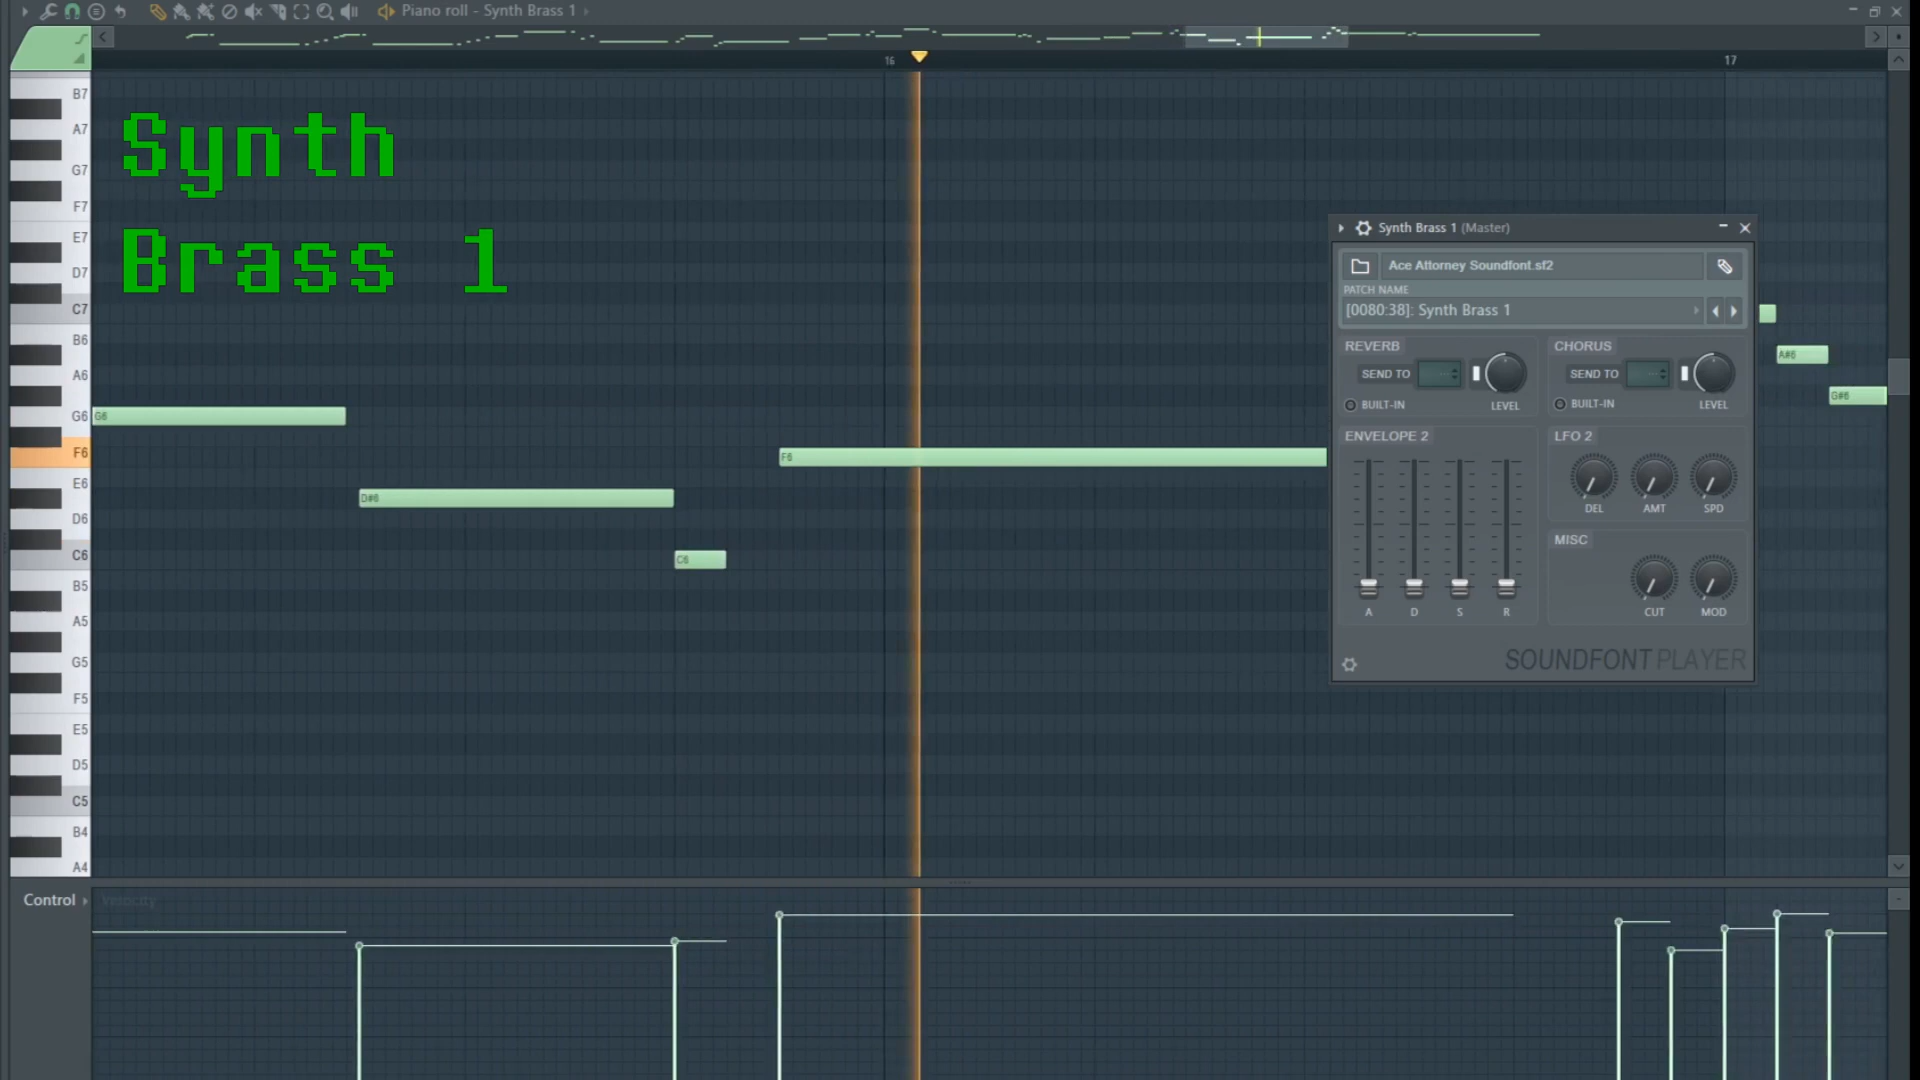 Piano roll - Synth Brass 1
16
17
Synth
Brass 1
B7
A7
G7
F7
E7
D7
C7
B6
A6
G6
F6
E6
D6
C6
B5
A5
G5
F5
E5
D5
C5
B4
A4
G6
D#6
C6
F6
A#6
G#6
Synth Brass 1 (Master)
Ace Attorney Soundfont.sf2
PATCH NAME
[0080:38]: Synth Brass 1
REVERB
SEND TO
BUILT-IN
LEVEL
CHORUS
SEND TO
BUILT-IN
LEVEL
ENVELOPE 2
A D S R
LFO 2
DEL AMT SPD
MISC
CUT MOD
SOUNDFONT PLAYER
Control
Velocity